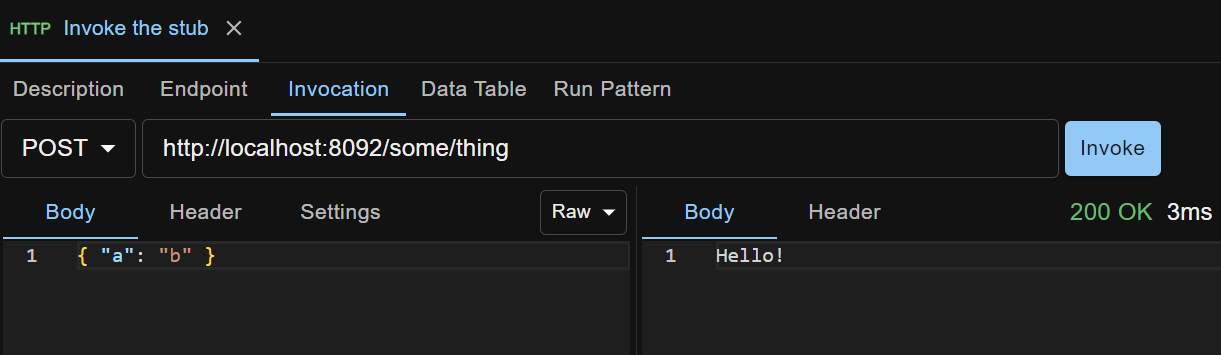 HTTP Invoke the stub
Description Endpoint Invocation Data Table Run Pattern
POST http://localhost:8092/some/thing Invoke
Body Header Settings Raw Body Header 200 OK 3ms
1 { "a": "b" } 1 Hello!